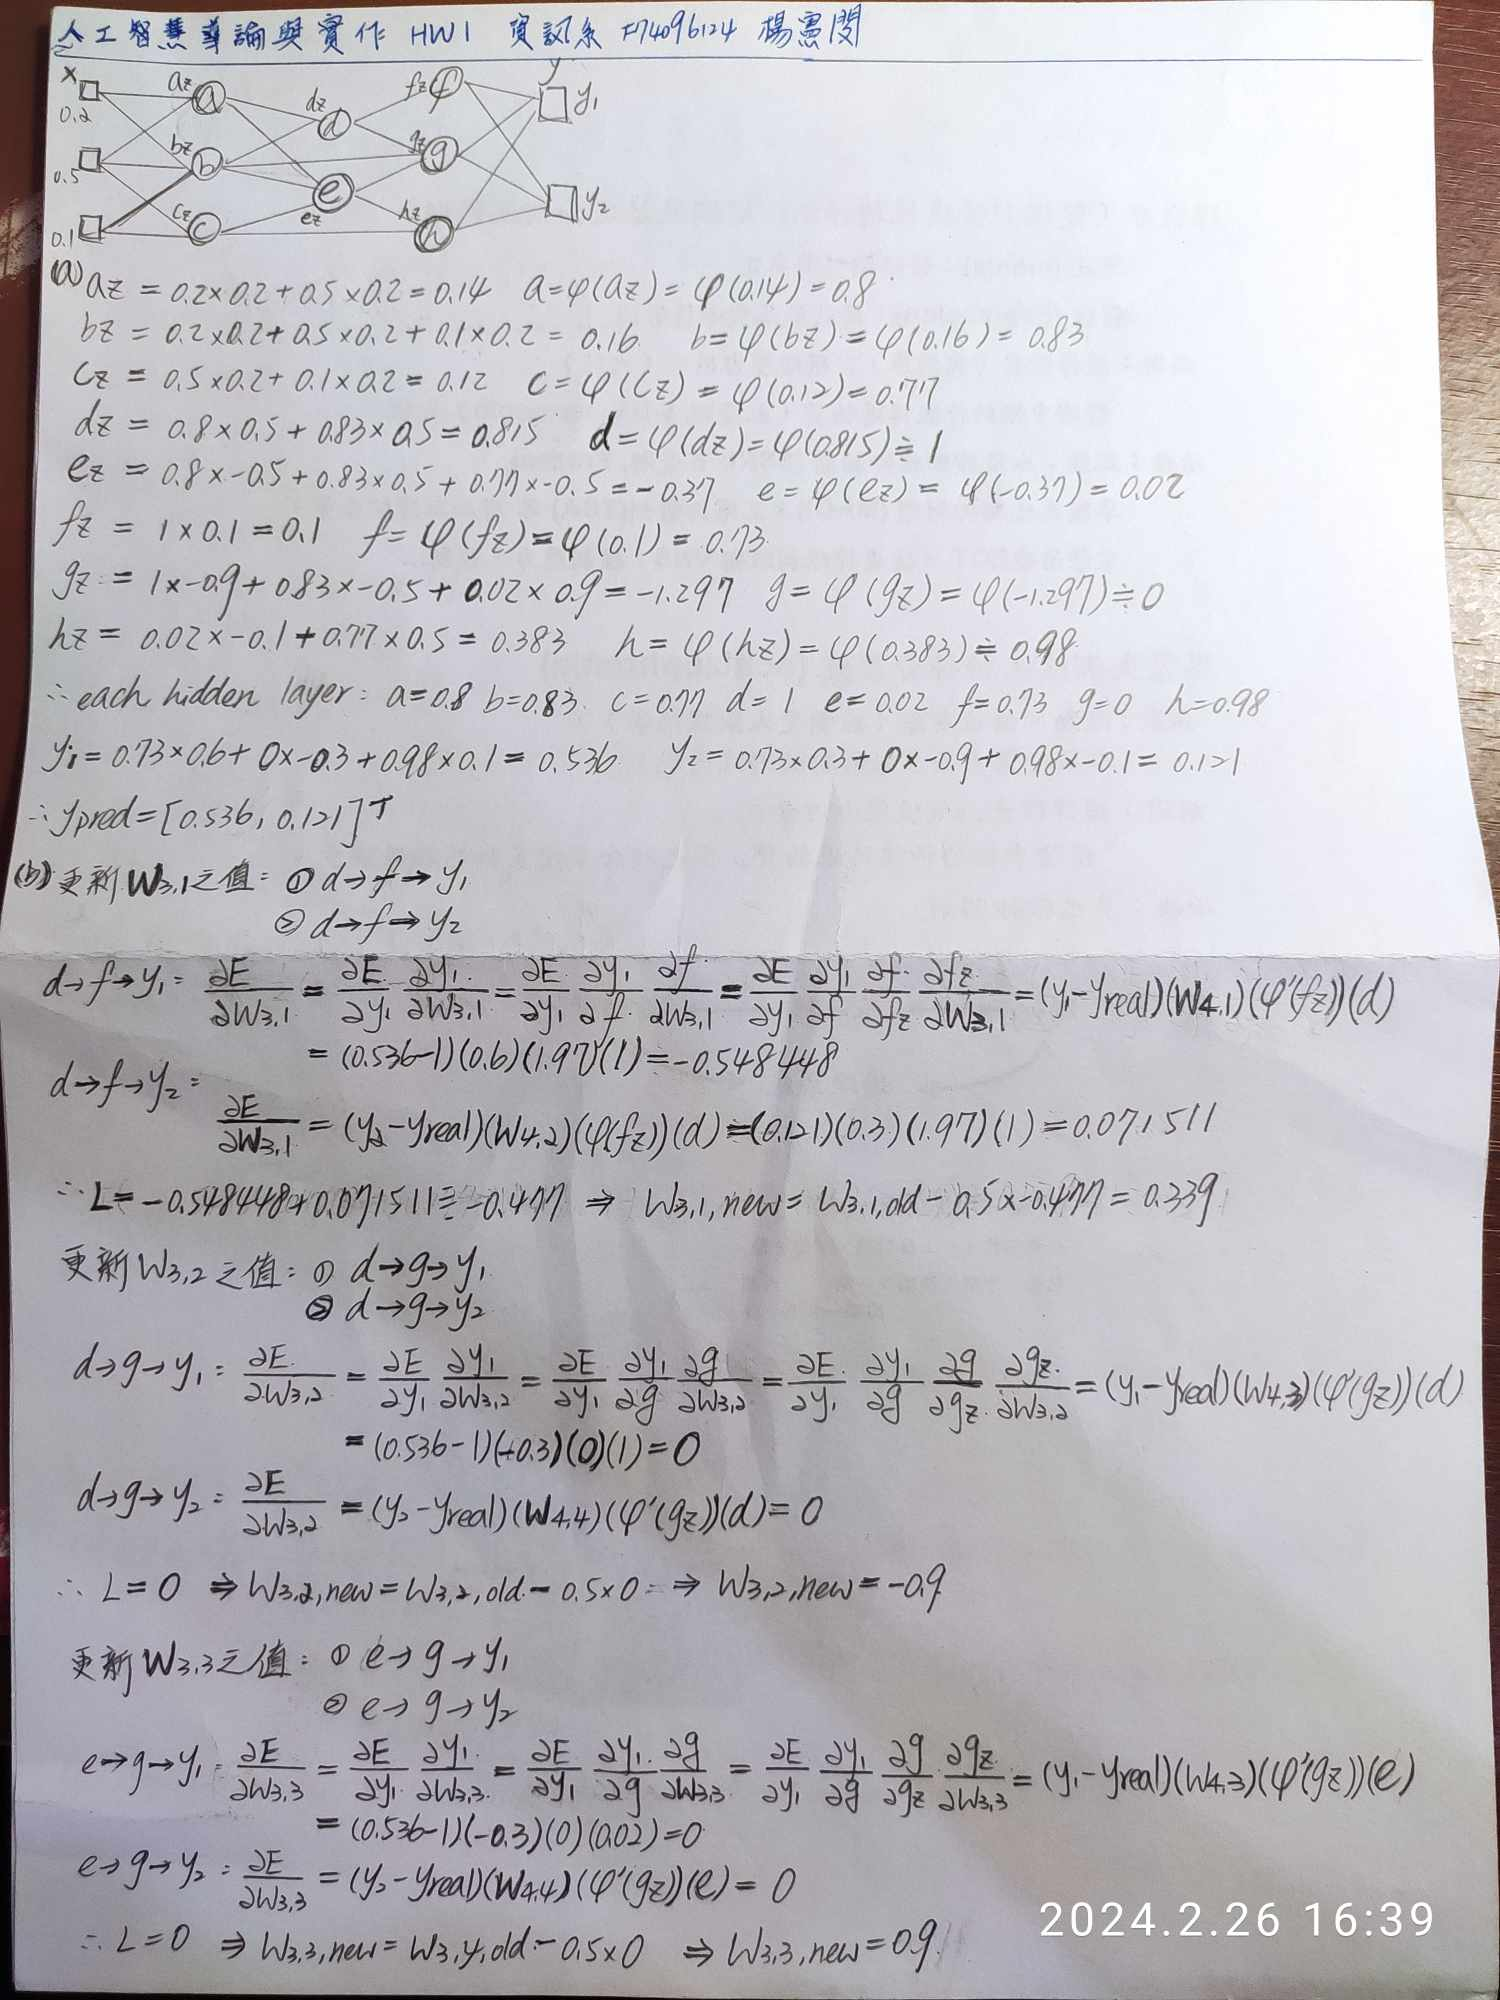 人工智慧導論與實作 HW1 資訊系 F74096124 楊憲閔
x az fz y
0.2 a dz f y₁
bz d gz
0.5 b g
cz e y₂
0.1 c ez hz h
(a) az = 0.2×0.2+0.5×0.2=0.14 a=φ(az)=φ(0.14)=0.8
bz = 0.2×0.2+0.5×0.2+0.1×0.2=0.16 b=φ(bz)=φ(0.16)=0.83
cz = 0.5×0.2+0.1×0.2=0.12 c=φ(cz)=φ(0.12)=0.77
dz = 0.8×0.5+0.83×0.5=0.815 d=φ(dz)=φ(0.815)≒1
ez = 0.8×-0.5+0.83×0.5+0.77×-0.5=-0.37 e=φ(ez)=φ(-0.37)=0.02
fz = 1×0.1=0.1 f=φ(fz)=φ(0.1)=0.73
gz = 1×-0.9+0.83×-0.5+0.02×0.9=-1.297 g=φ(gz)=φ(-1.297)≒0
hz = 0.02×-0.1+0.77×0.5=0.383 h=φ(hz)=φ(0.383)≒0.98
∴each hidden layer: a=0.8 b=0.83 c=0.77 d=1 e=0.02 f=0.73 g=0 h=0.98
y₁=0.73×0.6+0×-0.3+0.98×0.1=0.536 y₂=0.73×0.3+0×-0.9+0.98×-0.1=0.121
∴ypred=[0.536, 0.121]ᵀ
(b) 更新W3,1之值: ① d→f→y₁
② d→f→y₂
d→f→y₁ = ∂E/∂W3,1 = ∂E/∂y₁ ∂y₁/∂W3,1 = ∂E/∂y₁ ∂y₁/∂f ∂f/∂W3,1 = ∂E/∂y₁ ∂y₁/∂f ∂f/∂fz ∂fz/∂W3,1 = (y₁-yreal)(W4,1)(φ'(fz))(d)
= (0.536-1)(0.6)(1.97)(1)=-0.548448
d→f→y₂ =
∂E/∂W3,1 = (y₂-yreal)(W4,2)(φ(fz))(d)=(0.121)(0.3)(1.97)(1)=0.071511
∴L=-0.548448+0.071511≒-0.477 ⇒ W3,1,new=W3,1,old-0.5×-0.477=0.339
更新W3,2之值: ① d→g→y₁
② d→g→y₂
d→g→y₁ = ∂E/∂W3,2 = ∂E/∂y₁ ∂y₁/∂W3,2 = ∂E/∂y₁ ∂y₁/∂g ∂g/∂W3,2 = ∂E/∂y₁ ∂y₁/∂g ∂g/∂gz ∂gz/∂W3,2 = (y₁-yreal)(W4,3)(φ'(gz))(d)
= (0.536-1)(-0.3)(0)(1)=0
d→g→y₂ = ∂E/∂W3,2 = (y₂-yreal)(W4,4)(φ'(gz))(d)=0
∴ L=0 ⇒ W3,2,new=W3,2,old-0.5×0 ⇒ W3,2,new=-0.9
更新W3,3之值: ① e→g→y₁
② e→g→y₂
e→g→y₁ = ∂E/∂W3,3 = ∂E/∂y₁ ∂y₁/∂W3,3 = ∂E/∂y₁ ∂y₁/∂g ∂g/∂W3,3 = ∂E/∂y₁ ∂y₁/∂g ∂g/∂gz ∂gz/∂W3,3 = (y₁-yreal)(W4,3)(φ'(gz))(e)
= (0.536-1)(-0.3)(0)(0.02)=0
e→g→y₂ = ∂E/∂W3,3 = (y₂-yreal)(W4,4)(φ'(gz))(e)=0
∴L=0 ⇒ W3,3,new=W3,4,old-0.5×0 ⇒ W3,3,new=0.9
2024.2.26 16:39